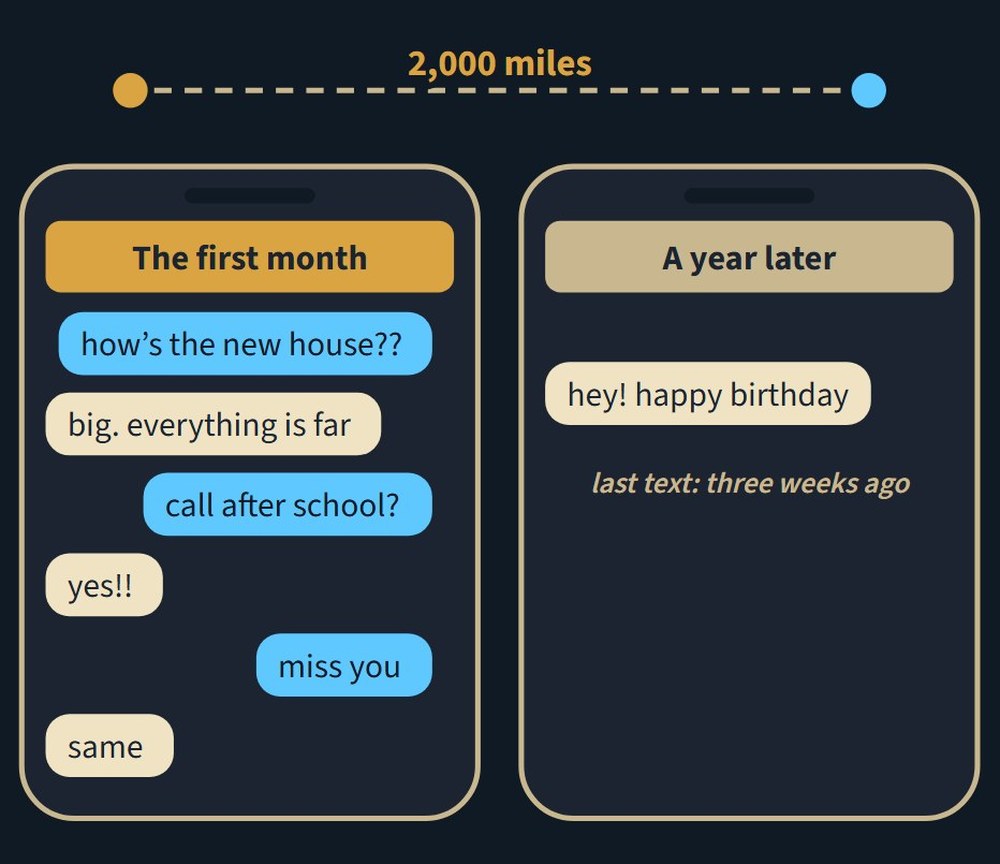 2,000 miles
The first month
how’s the new house??
big. everything is far
call after school?
yes!!
miss you
same
A year later
hey! happy birthday
last text: three weeks ago